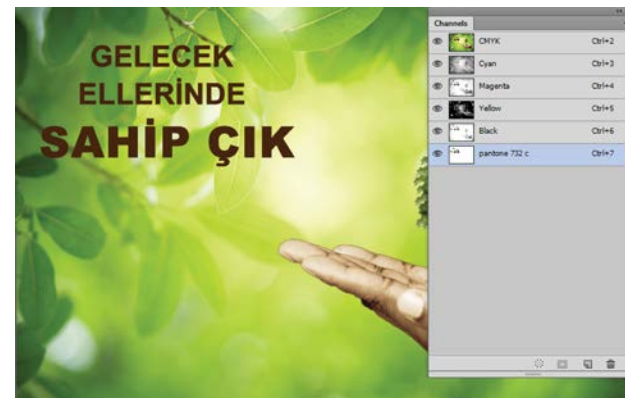 GELECEK
ELLERİNDE
SAHİP ÇIK
Channels
CMYK Ctrl+2
Cyan Ctrl+3
Magenta Ctrl+4
Yellow Ctrl+5
Black Ctrl+6
pantone 732 c Ctrl+7